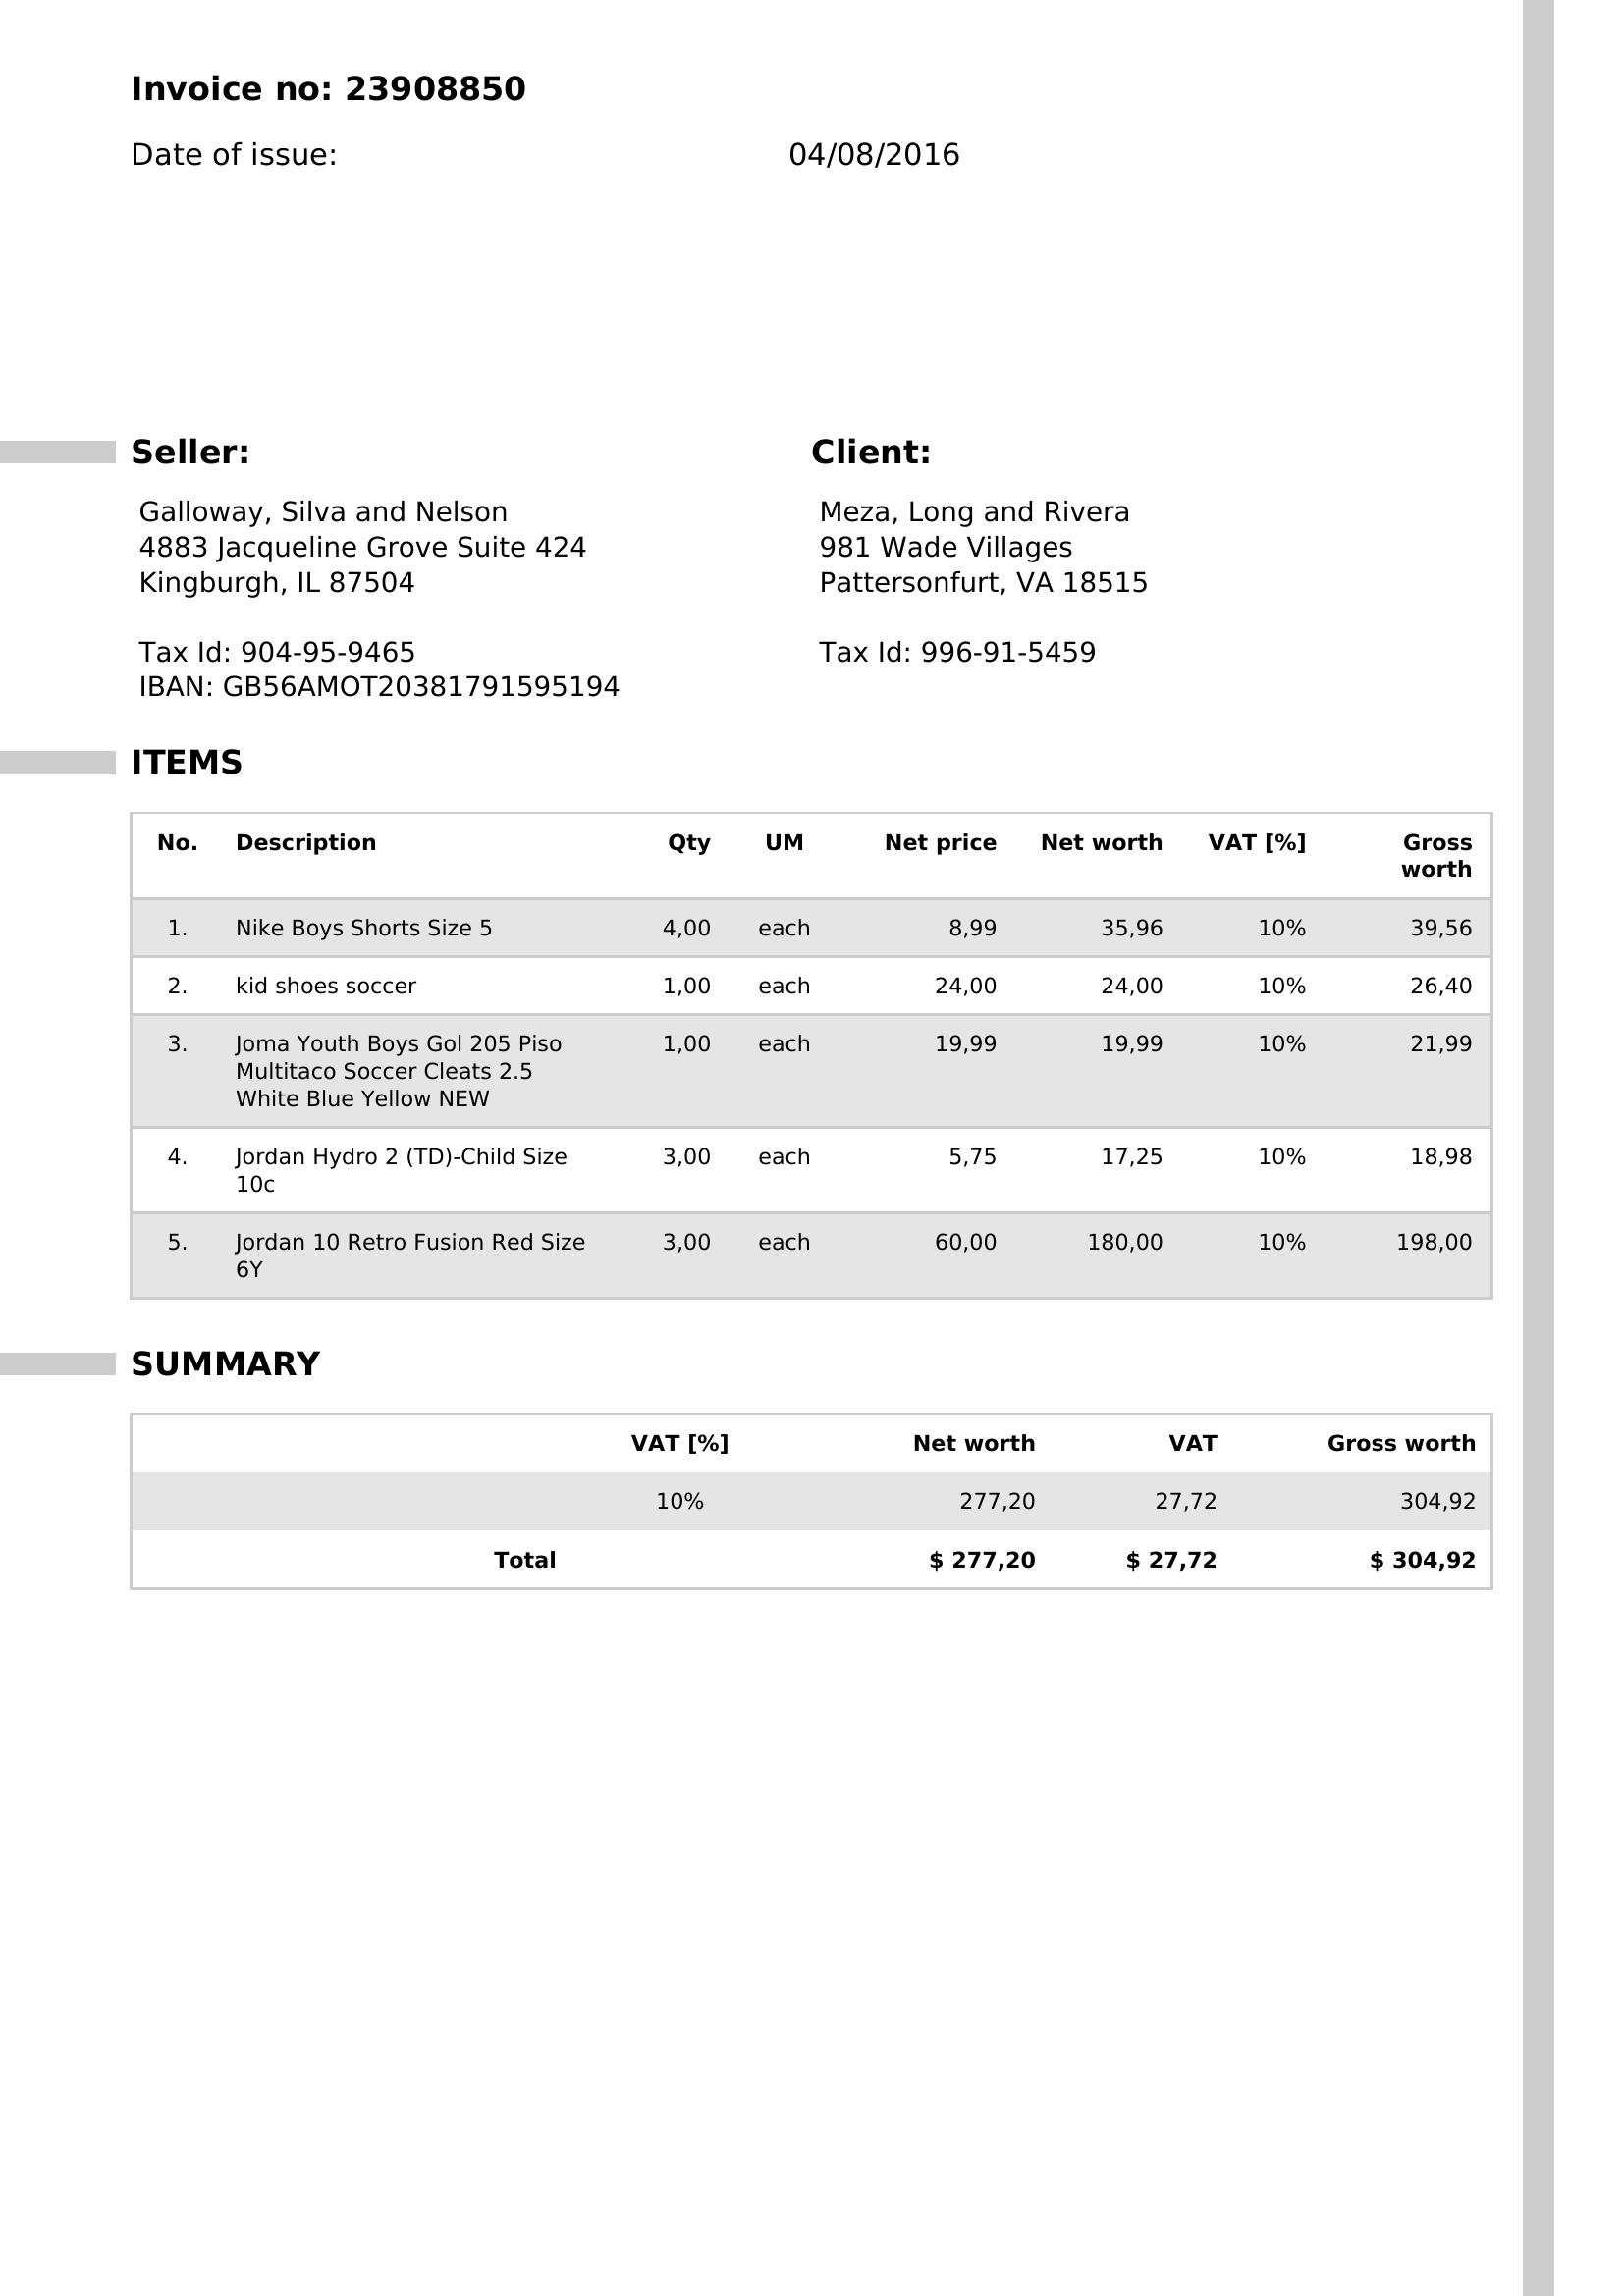 Invoice no: 23908850
Date of issue: 04/08/2016
Seller: Client:
Galloway, Silva and Nelson Meza, Long and Rivera
4883 Jacqueline Grove Suite 424 981 Wade Villages
Kingburgh, IL 87504 Pattersonfurt, VA 18515
Tax Id: 904-95-9465 Tax Id: 996-91-5459
IBAN: GB56AMOT20381791595194
ITEMS
No. Description Qty UM Net price Net worth VAT [%] Gross
worth
1. Nike Boys Shorts Size 5 4,00 each 8,99 35,96 10% 39,56
2. kid shoes soccer 1,00 each 24,00 24,00 10% 26,40
3. Joma Youth Boys Gol 205 Piso 1,00 each 19,99 19,99 10% 21,99
Multitaco Soccer Cleats 2.5
White Blue Yellow NEW
4. Jordan Hydro 2 (TD)-Child Size 3,00 each 5,75 17,25 10% 18,98
10c
5. Jordan 10 Retro Fusion Red Size 3,00 each 60,00 180,00 10% 198,00
6Y
SUMMARY
VAT [%] Net worth VAT Gross worth
10% 277,20 27,72 304,92
Total $ 277,20 $ 27,72 $ 304,92